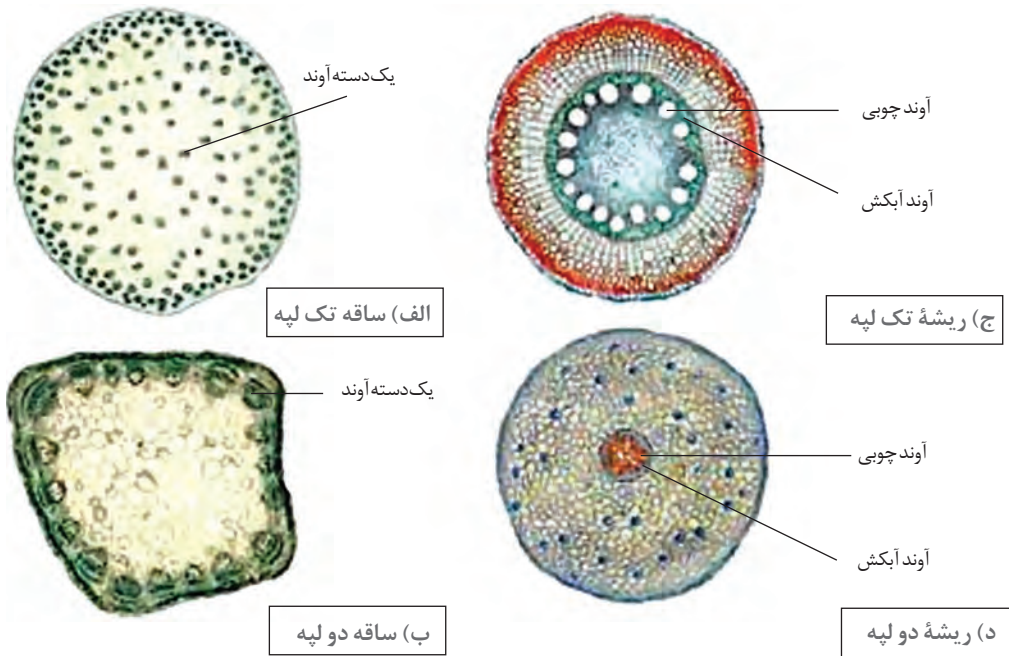 یک‌دسته آوند
الف) ساقه تک لپه
آوند چوبی
آوند آبکش
ج) ریشهٔ تک لپه
یک‌دسته آوند
ب) ساقه دو لپه
آوند چوبی
آوند آبکش
د) ریشهٔ دو لپه